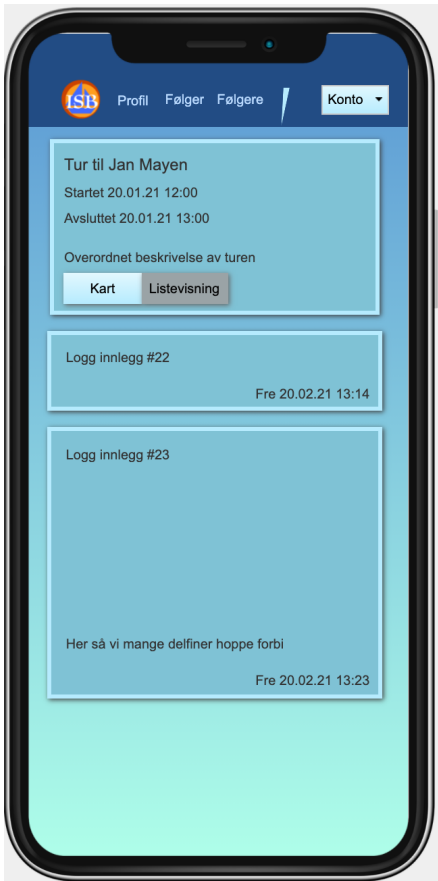 ISB
Profil Følger Følgere Konto
Tur til Jan Mayen
Startet 20.01.21 12:00
Avsluttet 20.01.21 13:00
Overordnet beskrivelse av turen
Kart Listevisning
Logg innlegg #22
Fre 20.02.21 13:14
Logg innlegg #23
Her så vi mange delfiner hoppe forbi
Fre 20.02.21 13:23